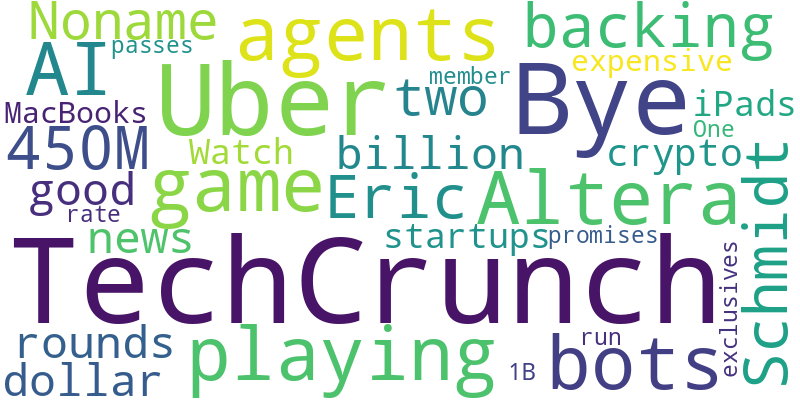 Noname
agents
backing
AI
passes
Uber
member
two
Bye
expensive
MacBooks
iPads
450M
Watch
billion
One
crypto
good
rate
game
Eric
Altera
Schmidt
news
startups
promises
TechCrunch
exclusives
rounds
playing
run
dollar
1B
bots